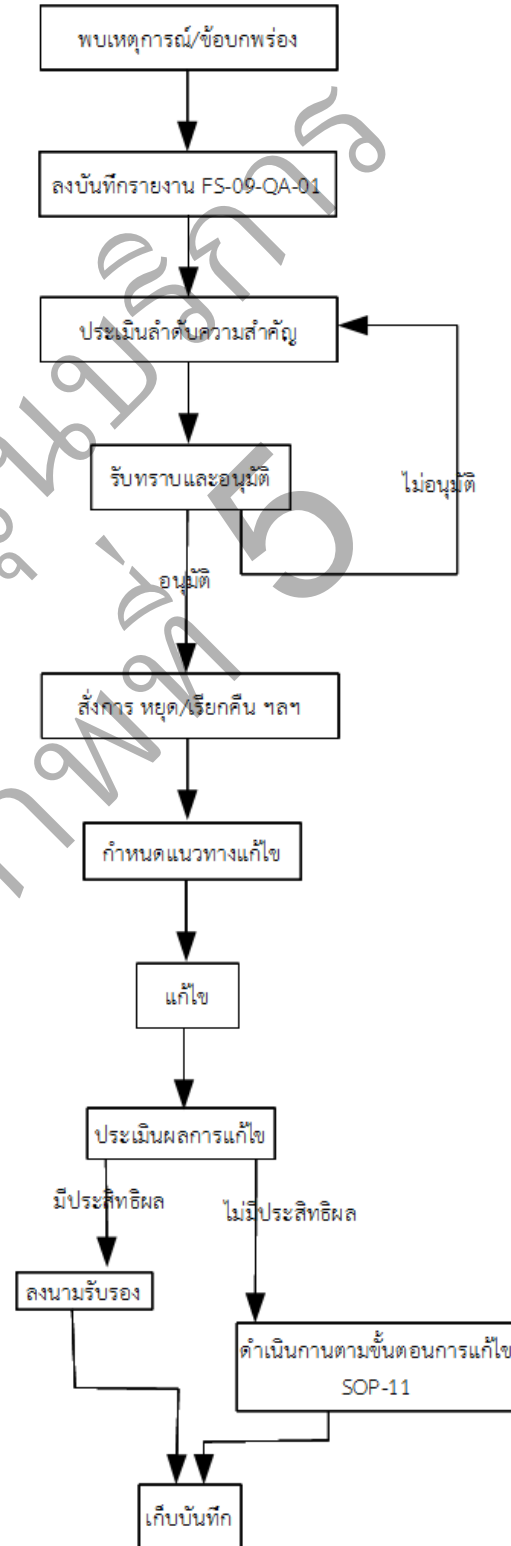 พบเหตุการณ์/ข้อบกพร่อง
ลงบันทึกรายงาน FS-09-QA-01
ประเมินลำดับความสำคัญ
รับทราบและอนุมัติ
ไม่อนุมัติ
อนุมัติ
สั่งการ หยุด/เรียกคืน ฯลฯ
กำหนดแนวทางแก้ไข
แก้ไข
ประเมินผลการแก้ไข
มีประสิทธิผล
ไม่มีประสิทธิผล
ลงนามรับรอง
ดำเนินกานตามขั้นตอนการแก้ไข
SOP-11
เก็บบันทึก